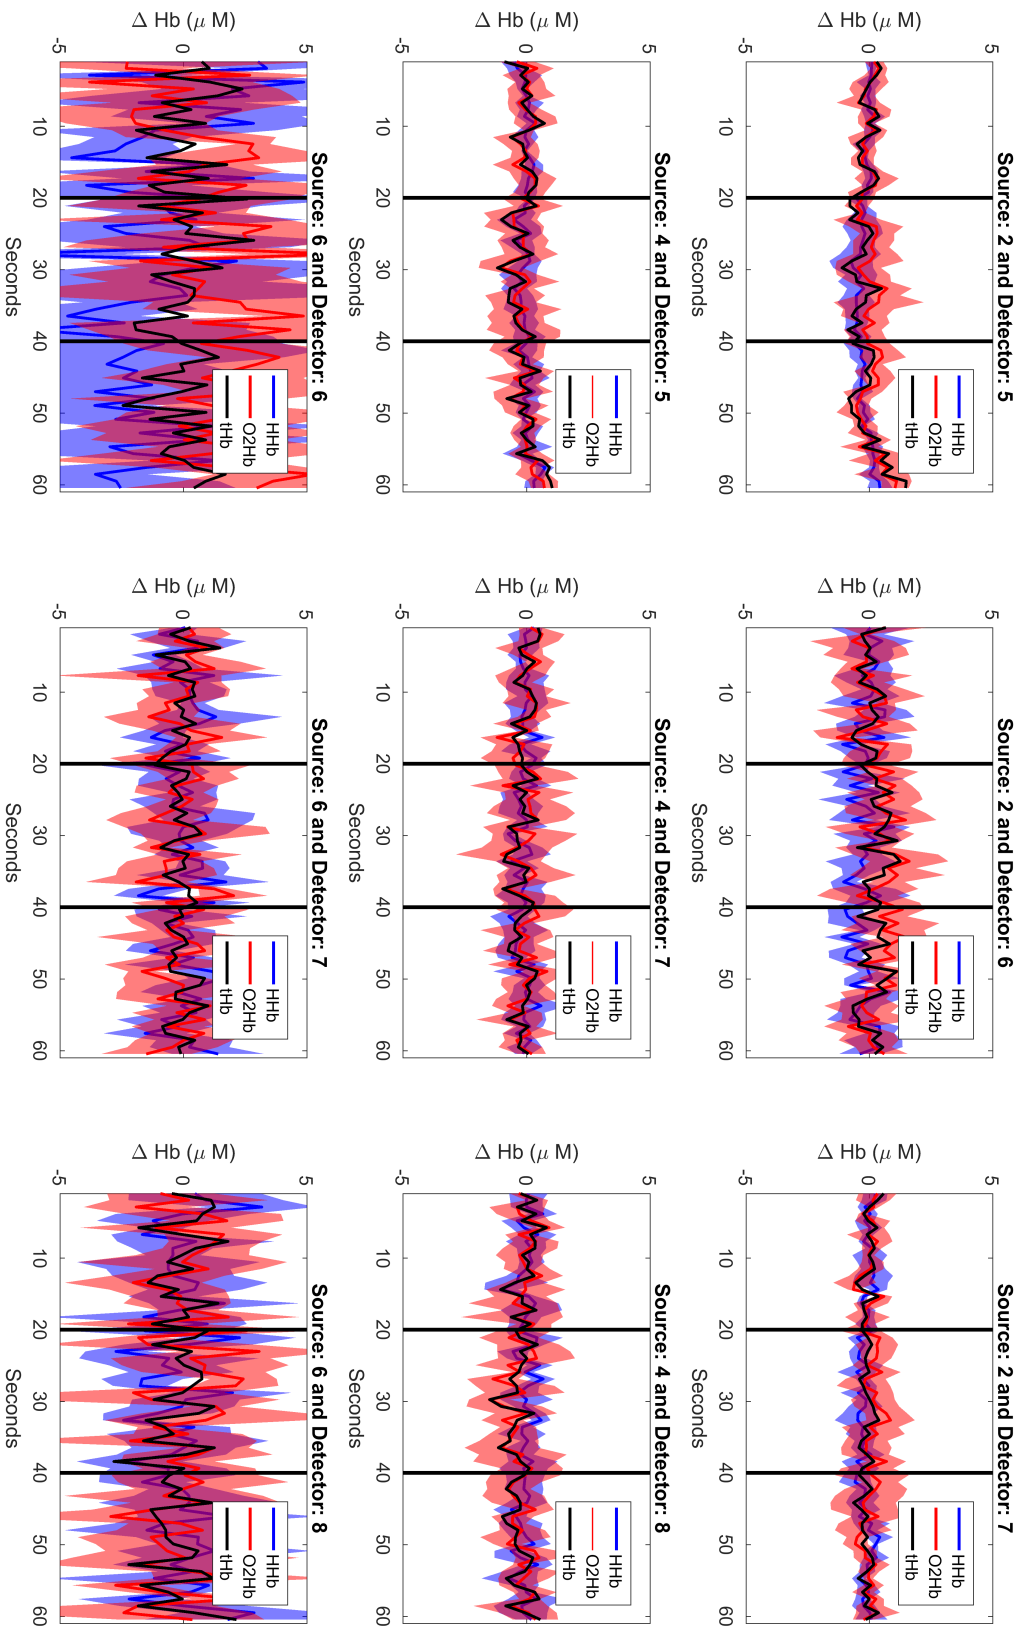 Source: 2 and Detector: 5
Δ Hb (μ M)
5
0
-5
HHb
O2Hb
tHb
10 20 30 40 50 60
Seconds
Source: 2 and Detector: 6
Δ Hb (μ M)
5
0
-5
HHb
O2Hb
tHb
10 20 30 40 50 60
Seconds
Source: 2 and Detector: 7
Δ Hb (μ M)
5
0
-5
HHb
O2Hb
tHb
10 20 30 40 50 60
Seconds
Source: 4 and Detector: 5
Δ Hb (μ M)
5
0
-5
HHb
O2Hb
tHb
10 20 30 40 50 60
Seconds
Source: 4 and Detector: 7
Δ Hb (μ M)
5
0
-5
HHb
O2Hb
tHb
10 20 30 40 50 60
Seconds
Source: 4 and Detector: 8
Δ Hb (μ M)
5
0
-5
HHb
O2Hb
tHb
10 20 30 40 50 60
Seconds
Source: 6 and Detector: 6
Δ Hb (μ M)
5
0
-5
HHb
O2Hb
tHb
10 20 30 40 50 60
Seconds
Source: 6 and Detector: 7
Δ Hb (μ M)
5
0
-5
HHb
O2Hb
tHb
10 20 30 40 50 60
Seconds
Source: 6 and Detector: 8
Δ Hb (μ M)
5
0
-5
HHb
O2Hb
tHb
10 20 30 40 50 60
Seconds